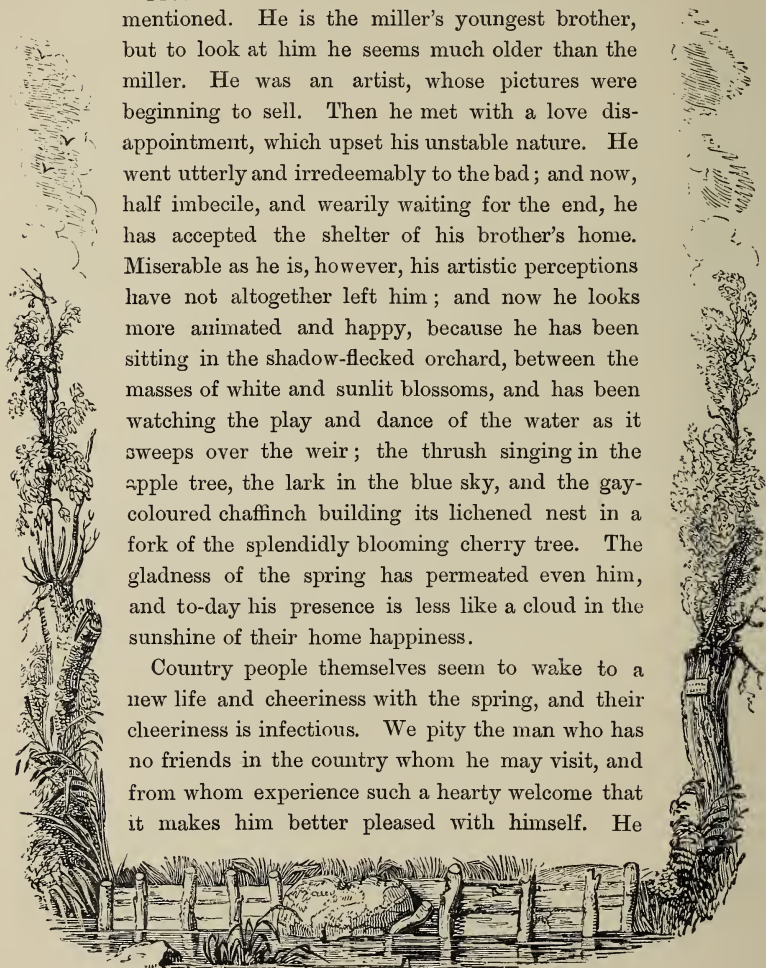 mentioned. He is the miller's youngest brother,
but to look at him he seems much older than the
miller. He was an artist, whose pictures were
beginning to sell. Then he met with a love dis-
appointment, which upset his unstable nature. He
went utterly and irredeemably to the bad; and now,
half imbecile, and wearily waiting for the end, he
has accepted the shelter of his brother's home.
Miserable as he is, however, his artistic perceptions
have not altogether left him; and now he looks
more animated and happy, because he has been
sitting in the shadow-flecked orchard, between the
masses of white and sunlit blossoms, and has been
watching the play and dance of the water as it
sweeps over the weir; the thrush singing in the
apple tree, the lark in the blue sky, and the gay-
coloured chaffinch building its lichened nest in a
fork of the splendidly blooming cherry tree. The
gladness of the spring has permeated even him,
and to-day his presence is less like a cloud in the
sunshine of their home happiness.
Country people themselves seem to wake to a
new life and cheeriness with the spring, and their
cheeriness is infectious. We pity the man who has
no friends in the country whom he may visit, and
from whom experience such a hearty welcome that
it makes him better pleased with himself. He